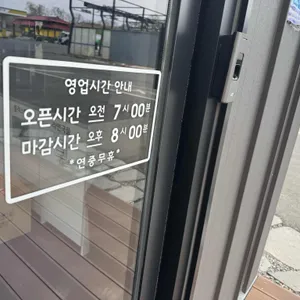 영업시간 안내
오픈시간 오전 7시 00분
마감시간 오후 8시 00분
*연중무휴*